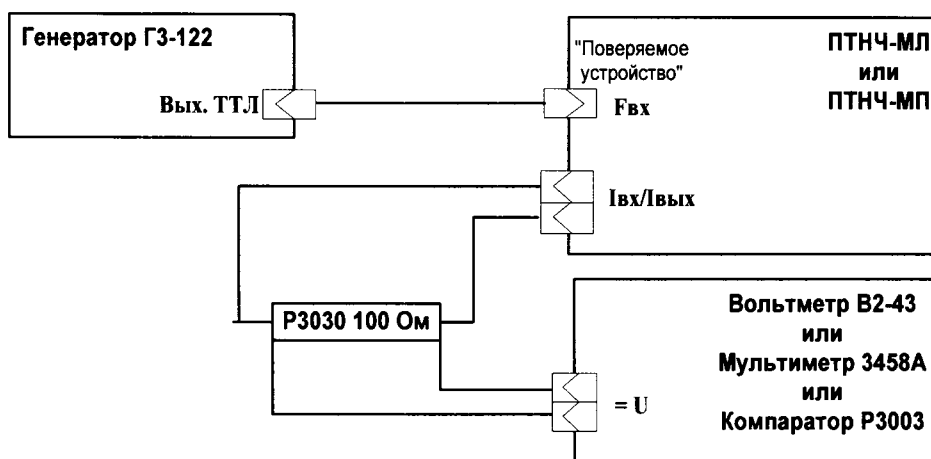 Генератор Г3-122
Вых. ТТЛ
"Поверяемое
устройство"
Fвх
ПТНЧ-МЛ
или
ПТНЧ-МП
Iвх/Iвых
Р3030 100 Ом
Вольтметр В2-43
или
Мультиметр 3458А
или
Компаратор Р3003
= U